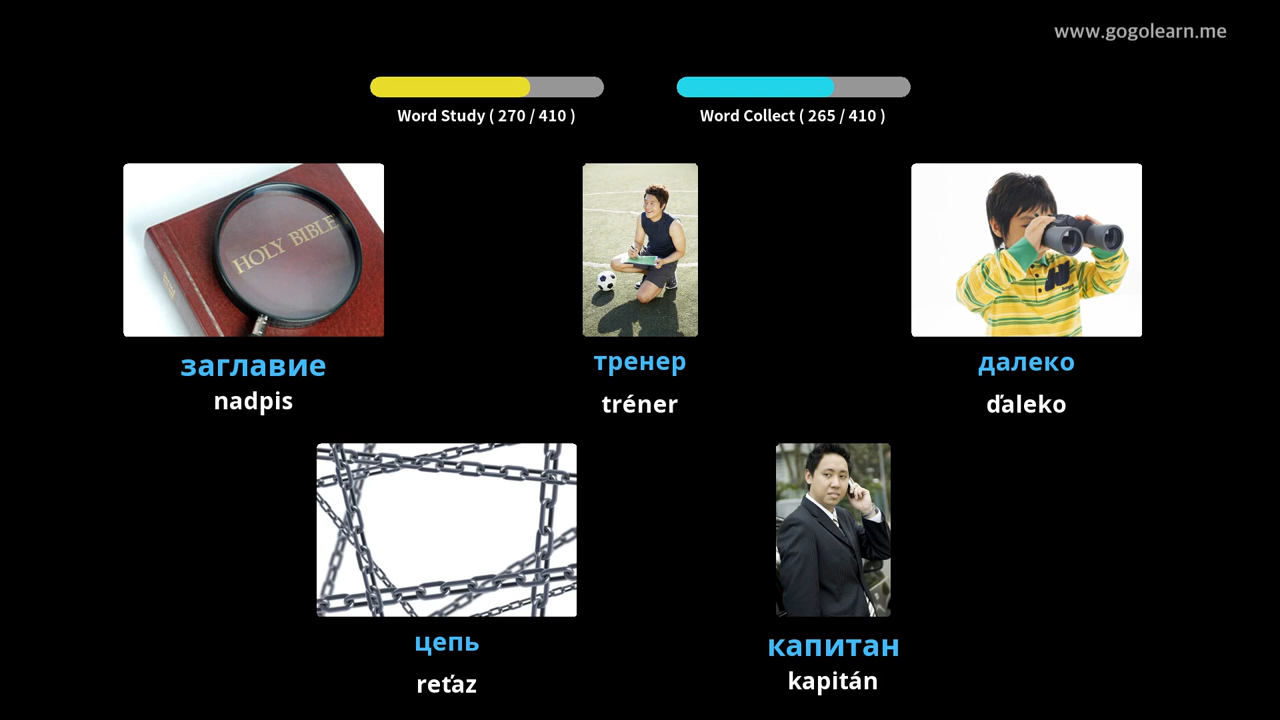 www.gogolearn.me
Word Study ( 270 / 410 )
Word Collect ( 265 / 410 )
HOLY BIBLE
заглавие
nadpis
тренер
tréner
далеко
ďaleko
цепь
reťaz
капитан
kapitán